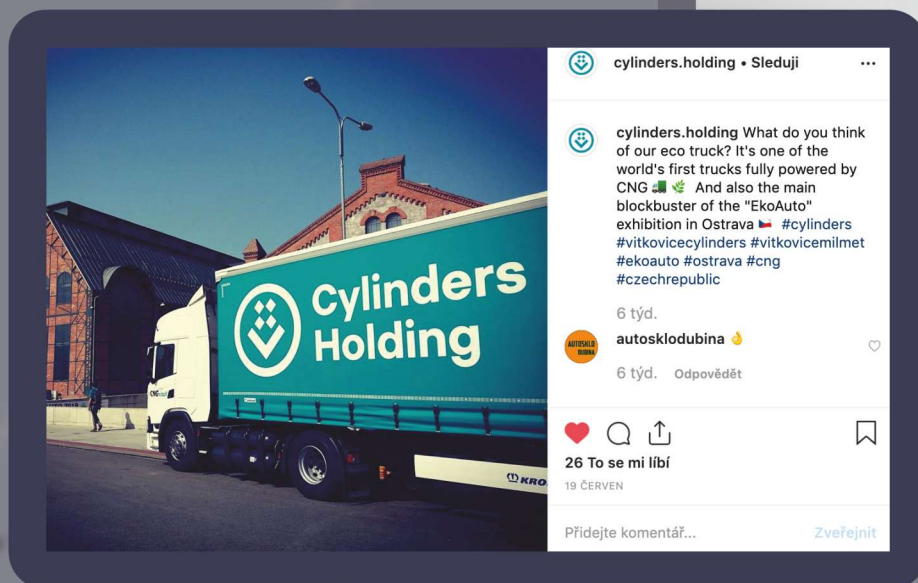 Cylinders
Holding
CNG
KRO
cylinders.holding • Sleduji
cylinders.holding What do you think
of our eco truck? It's one of the
world's first trucks fully powered by
CNG 🚛 🌿 And also the main
blockbuster of the "EkoAuto"
exhibition in Ostrava 🇨🇿 #cylinders
#vitkovicecylinders #vitkovicemilmet
#ekoauto #ostrava #cng
#czechrepublic
6 týd.
AUTOSKLO
DUBINA
autosklodubina 👌
6 týd. Odpovědět
26 To se mi líbí
19 ČERVEN
Přidejte komentář...
Zveřejnit